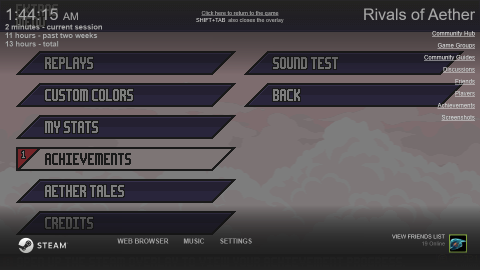 1:44:15 AM
2 minutes - current session
11 hours - past two weeks
13 hours - total
Click here to return to the game
SHIFT+TAB also closes the overlay
Rivals of Aether
Community Hub
Game Groups
Community Guides
Discussions
Friends
Players
Achievements
Screenshots
REPLAYS
SOUND TEST
CUSTOM COLORS
BACK
MY STATS
1
ACHIEVEMENTS
AETHER TALES
CREDITS
STEAM
WEB BROWSER
MUSIC
SETTINGS
VIEW FRIENDS LIST
18 Online